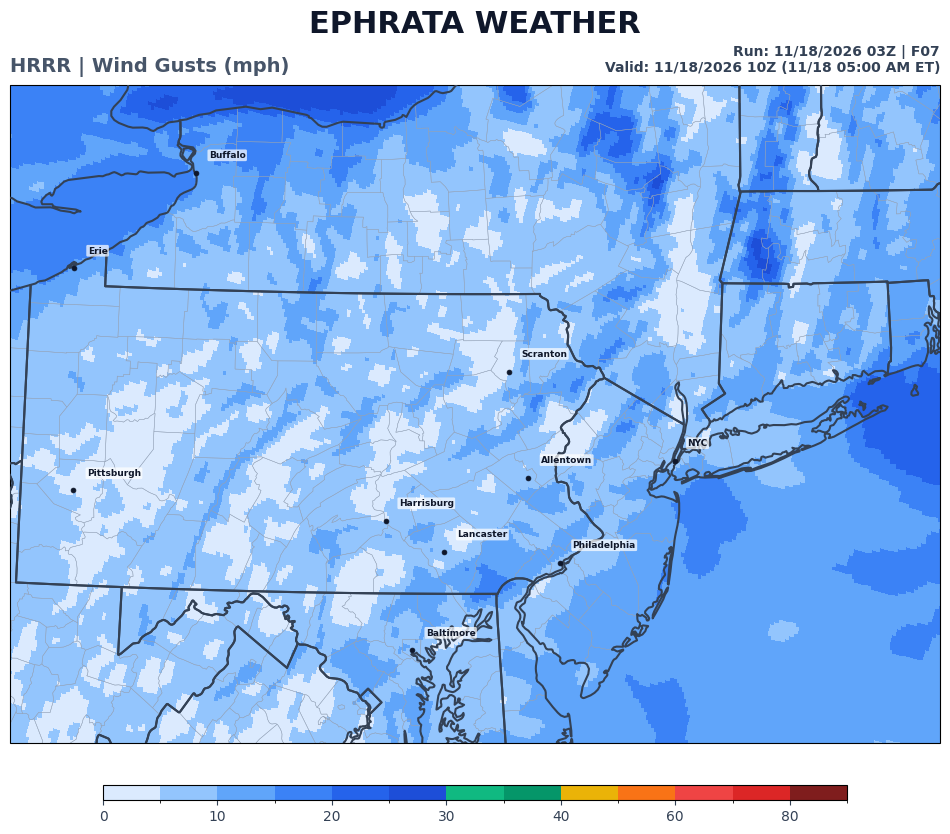 EPHRATA WEATHER
HRRR | Wind Gusts (mph)
Run: 11/18/2026 03Z | F07
Valid: 11/18/2026 10Z (11/18 05:00 AM ET)
Buffalo
Erie
Scranton
NYC
Allentown
Pittsburgh
Harrisburg
Lancaster
Philadelphia
Baltimore
0 10 20 30 40 50 60 70 80